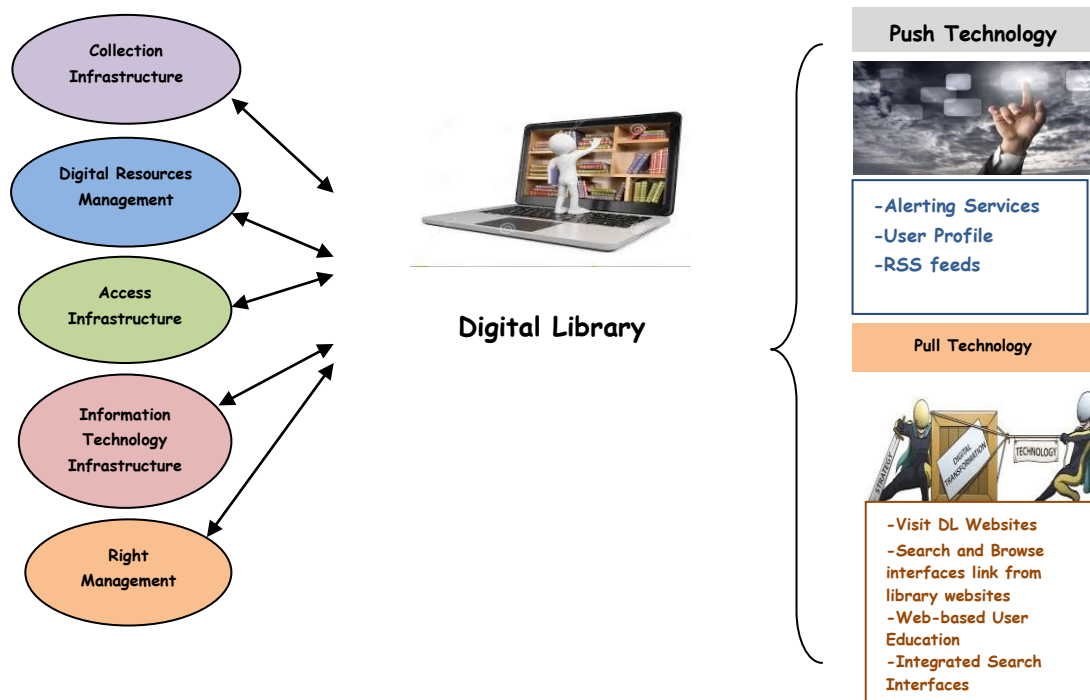 Collection
Infrastructure
Digital Resources
Management
Access
Infrastructure
Information
Technology
Infrastructure
Right
Management
Digital Library
Push Technology
-Alerting Services
-User Profile
-RSS feeds
Pull Technology
STRATEGY
DIGITAL
TRANSFORMATION
TECHNOLOGY
-Visit DL Websites
-Search and Browse
interfaces link from
library websites
-Web-based User
Education
-Integrated Search
Interfaces